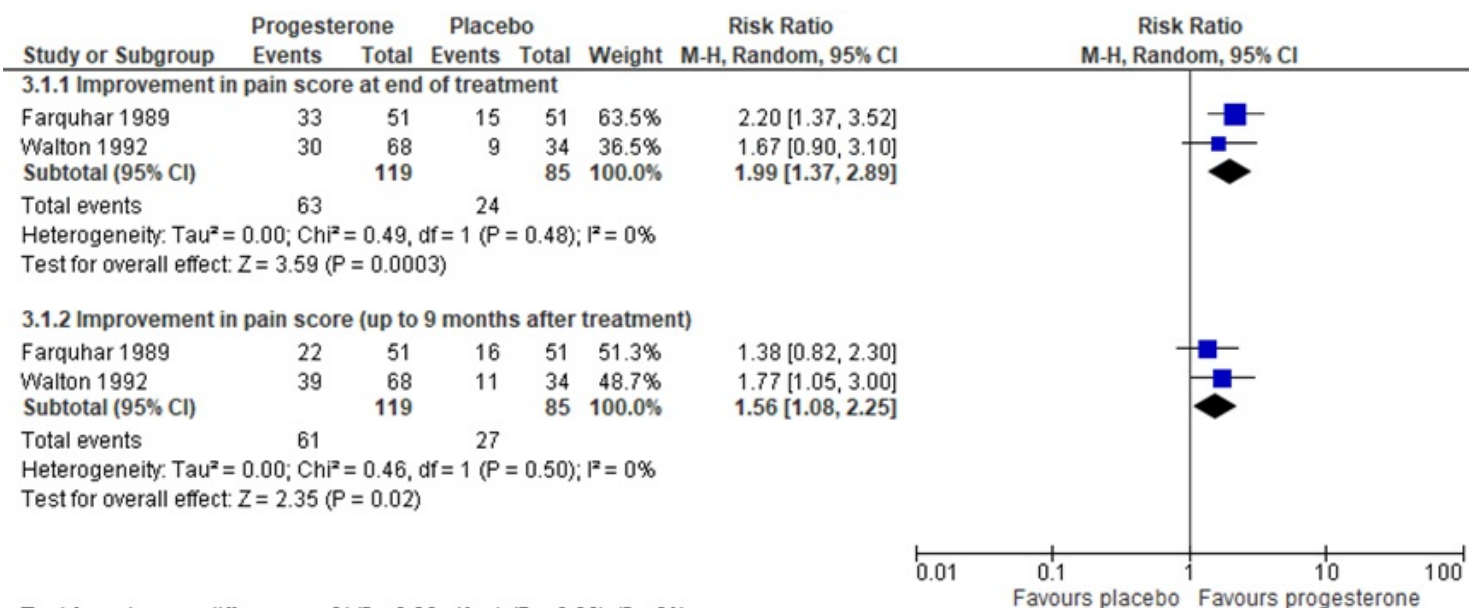 Progesterone Placebo Risk Ratio Risk Ratio
Study or Subgroup Events Total Events Total Weight M-H, Random, 95% CI M-H, Random, 95% CI
3.1.1 Improvement in pain score at end of treatment
Farquhar 1989 33 51 15 51 63.5% 2.20 [1.37, 3.52]
Walton 1992 30 68 9 34 36.5% 1.67 [0.90, 3.10]
Subtotal (95% CI) 119 85 100.0% 1.99 [1.37, 2.89]
Total events 63 24
Heterogeneity: Tau² = 0.00; Chi² = 0.49, df = 1 (P = 0.48); I² = 0%
Test for overall effect: Z = 3.59 (P = 0.0003)
3.1.2 Improvement in pain score (up to 9 months after treatment)
Farquhar 1989 22 51 16 51 51.3% 1.38 [0.82, 2.30]
Walton 1992 39 68 11 34 48.7% 1.77 [1.05, 3.00]
Subtotal (95% CI) 119 85 100.0% 1.56 [1.08, 2.25]
Total events 61 27
Heterogeneity: Tau² = 0.00; Chi² = 0.46, df = 1 (P = 0.50); I² = 0%
Test for overall effect: Z = 2.35 (P = 0.02)
0.01 0.1 1 10 100
Favours placebo Favours progesterone